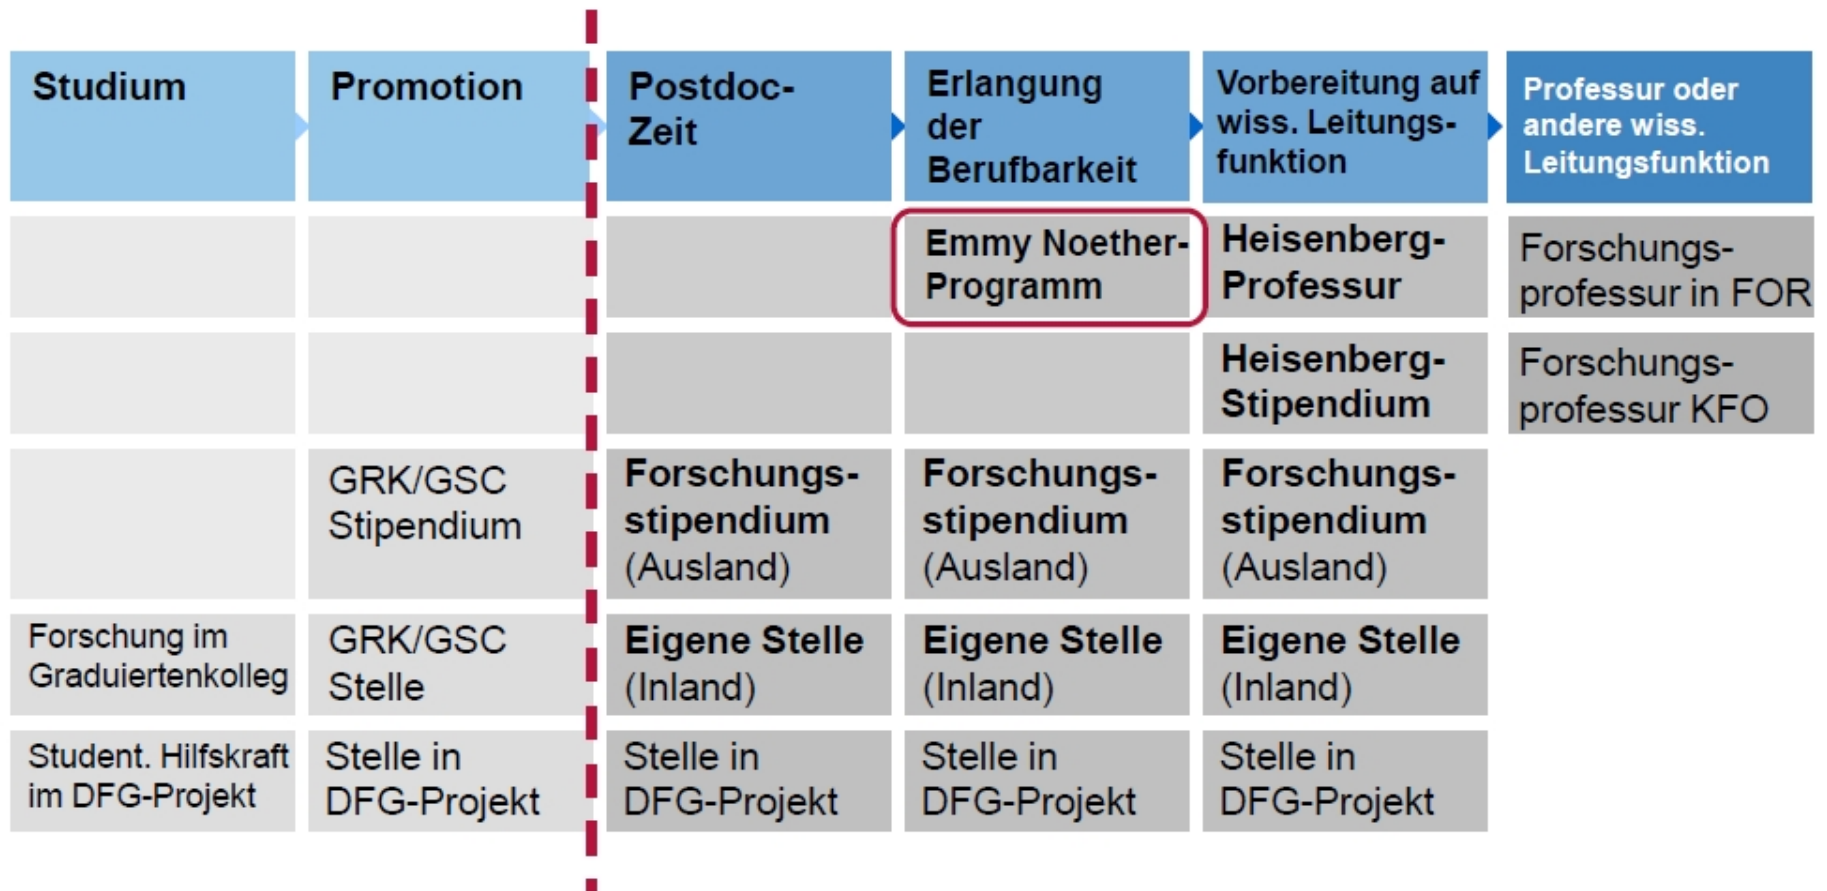 Studium
Promotion
Postdoc-
Zeit
Erlangung
der
Berufbarkeit
Vorbereitung auf
wiss. Leitungs-
funktion
Professur oder
andere wiss.
Leitungsfunktion
Emmy Noether-
Programm
Heisenberg-
Professur
Forschungs-
professur in FOR
Heisenberg-
Stipendium
Forschungs-
professur KFO
GRK/GSC
Stipendium
Forschungs-
stipendium
(Ausland)
Forschungs-
stipendium
(Ausland)
Forschungs-
stipendium
(Ausland)
Forschung im
Graduiertenkolleg
GRK/GSC
Stelle
Eigene Stelle
(Inland)
Eigene Stelle
(Inland)
Eigene Stelle
(Inland)
Student. Hilfskraft
im DFG-Projekt
Stelle in
DFG-Projekt
Stelle in
DFG-Projekt
Stelle in
DFG-Projekt
Stelle in
DFG-Projekt